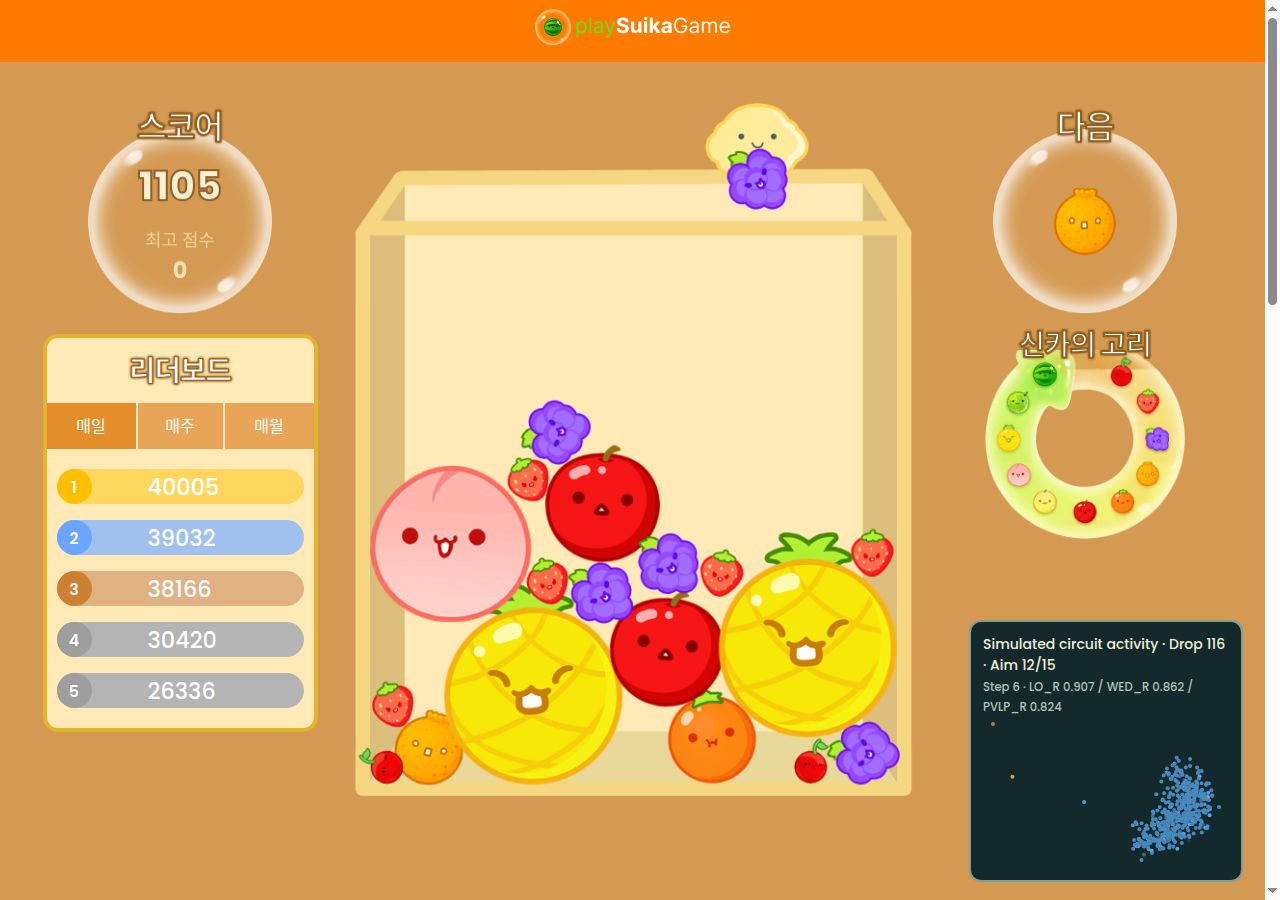 playSuikaGame
스코어
1105
최고 점수
0
리더보드
매일
매주
매월
1
40005
2
39032
3
38166
4
30420
5
26336
다음
신카의 고리
Simulated circuit activity · Drop 116
· Aim 12/15
Step 6 · LO_R 0.907 / WED_R 0.862 /
PVLP_R 0.824